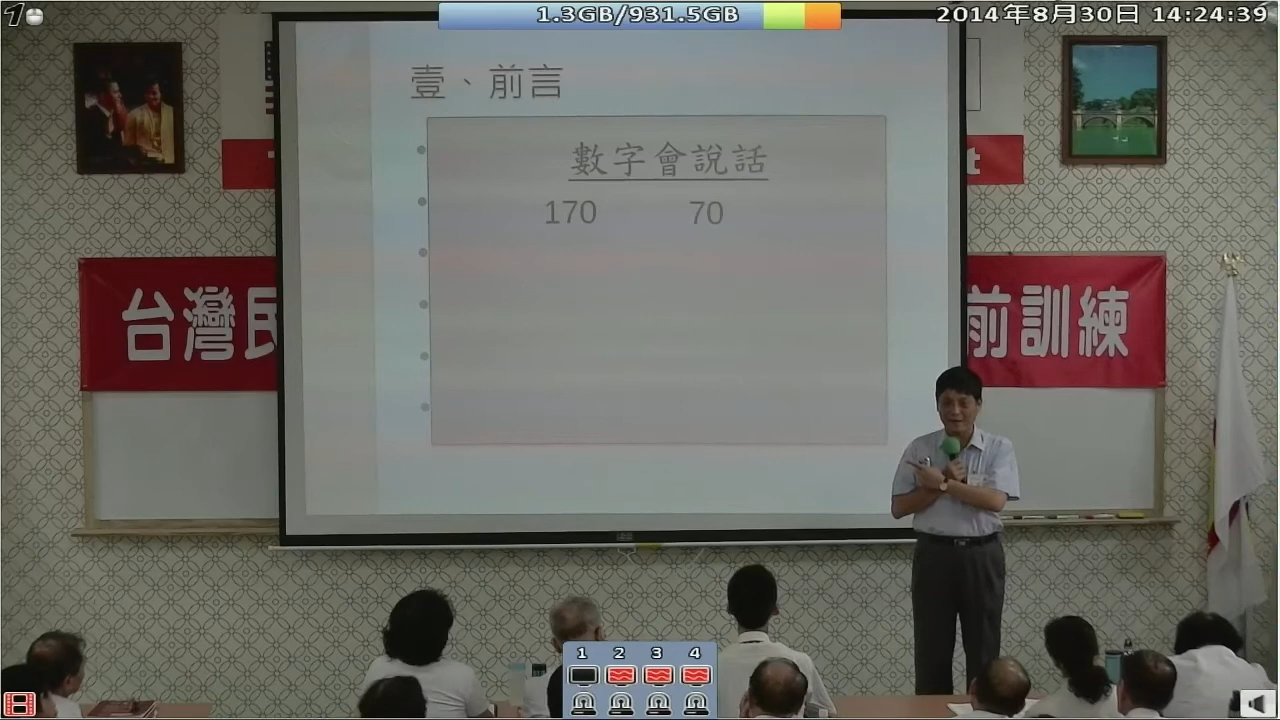 1.3GB/931.5GB
2014年8月30日 14:24:39
壹、前言
數字會說話
170 70
t
台灣民
前訓練
1 2 3 4